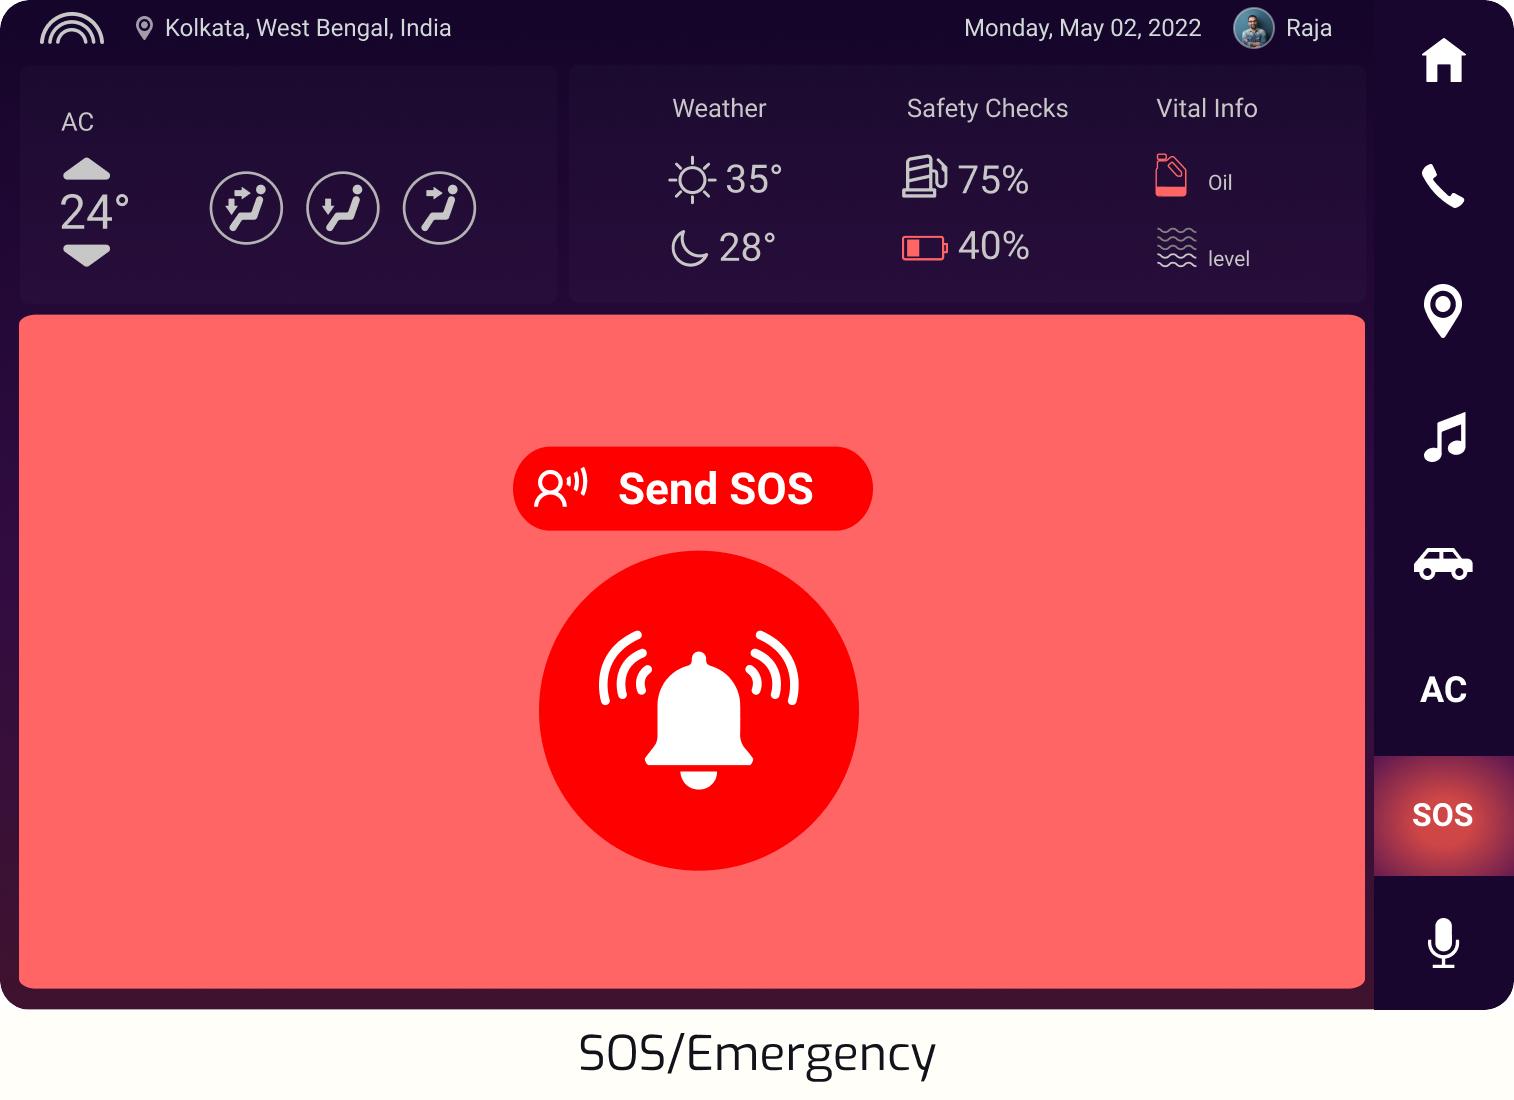 Kolkata, West Bengal, India
Monday, May 02, 2022
Raja
AC
24°
Weather
35°
28°
Safety Checks
75%
40%
Vital Info
Oil
level
Send SOS
AC
SOS
SOS/Emergency